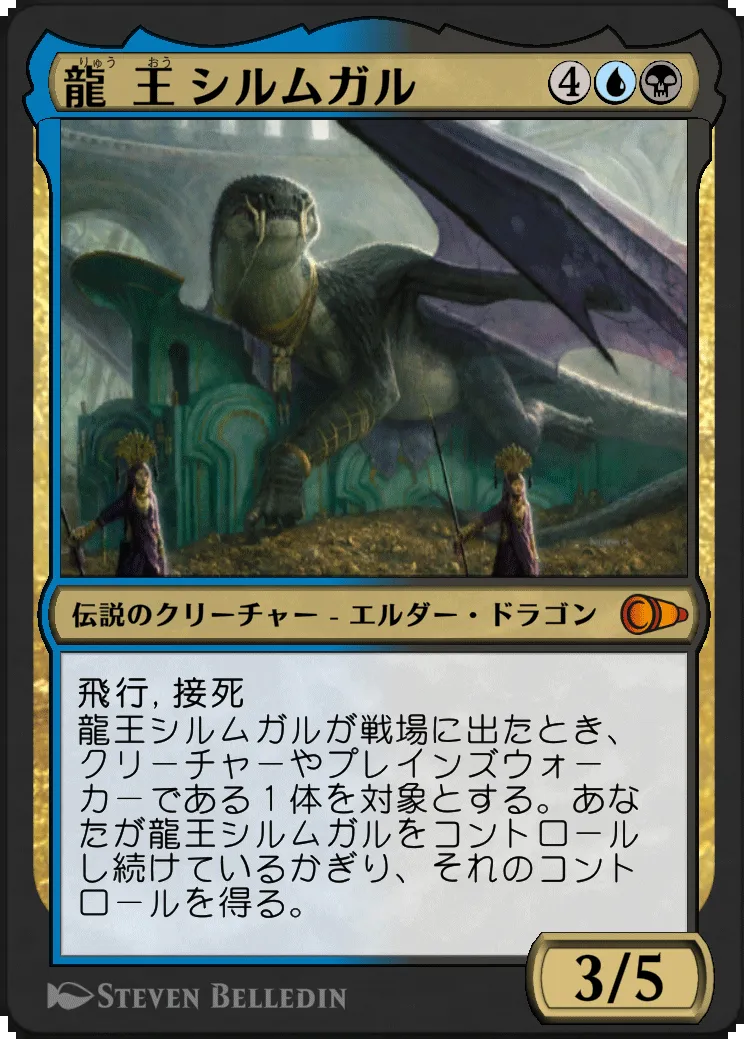 りゅう おう
龍 王 シルムガル 4
伝説のクリーチャー - エルダー・ドラゴン
飛行, 接死
龍王シルムガルが戦場に出たとき、
クリーチャーやプレインズウォー
カーである1体を対象とする。あな
たが龍王シルムガルをコントロール
し続けているかぎり、それのコント
ロールを得る。
3/5
STEVEN BELLEDIN